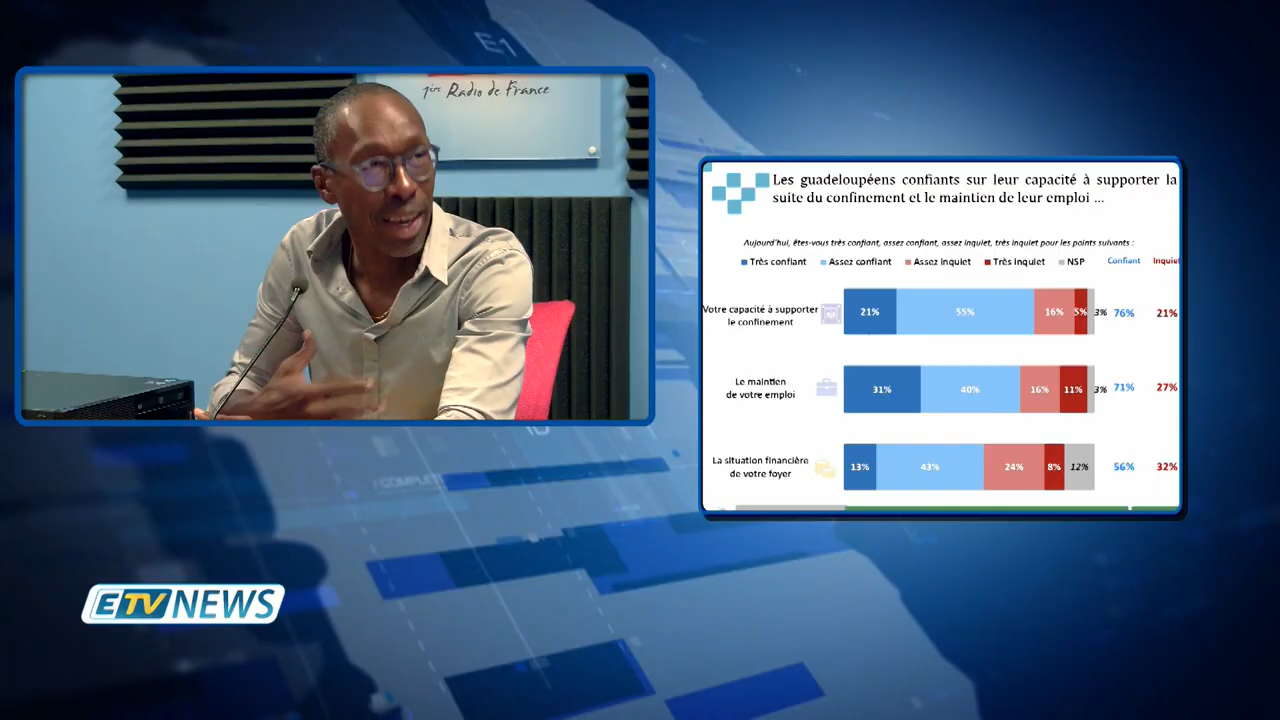 1ère Radio de France
Les guadeloupéens confiants sur leur capacité à supporter la
suite du confinement et le maintien de leur emploi ...
Aujourd'hui, êtes-vous très confiant, assez confiant, assez inquiet, très inquiet pour les points suivants :
Très confiant Assez confiant Assez inquiet Très inquiet NSP Confiant Inquiet
Votre capacité à supporter
le confinement
21% 55% 16% 5% 3% 76% 21%
Le maintien
de votre emploi
31% 40% 16% 11% 3% 71% 27%
La situation financière
de votre foyer
13% 43% 24% 8% 12% 56% 32%
ETV NEWS